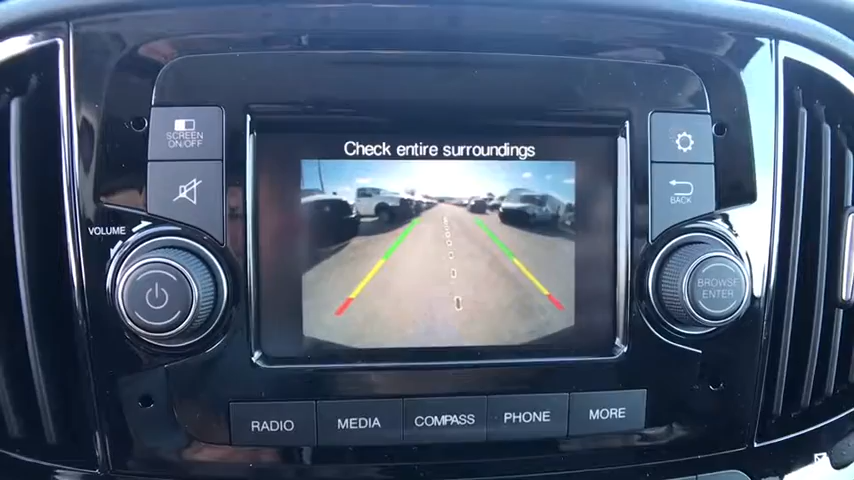 Check entire surroundings
SCREEN
ON/OFF
BACK
VOLUME
BROWSE
ENTER
RADIO
MEDIA
COMPASS
PHONE
MORE